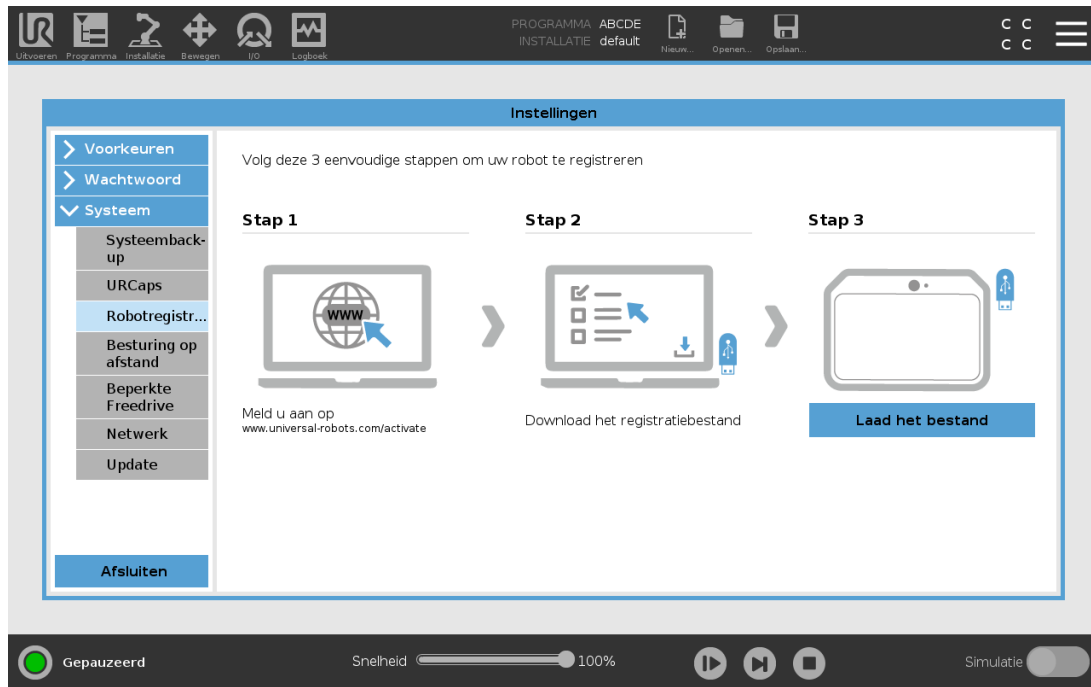 PROGRAMMA ABCDE
INSTALLATIE default
C C
C C
Uitvoeren Programma Installatie Bewegen I/O Logboek Nieuw... Openen... Opslaan...
Instellingen
Voorkeuren
Wachtwoord
Systeem
Systeemback-
up
URCaps
Robotregistr...
Besturing op
afstand
Beperkte
Freedrive
Netwerk
Update
Afsluiten
Volg deze 3 eenvoudige stappen om uw robot te registreren
Stap 1
www
Meld u aan op
www.universal-robots.com/activate
Stap 2
Download het registratiebestand
Stap 3
Laad het bestand
Gepauzeerd
Snelheid 100%
Simulatie